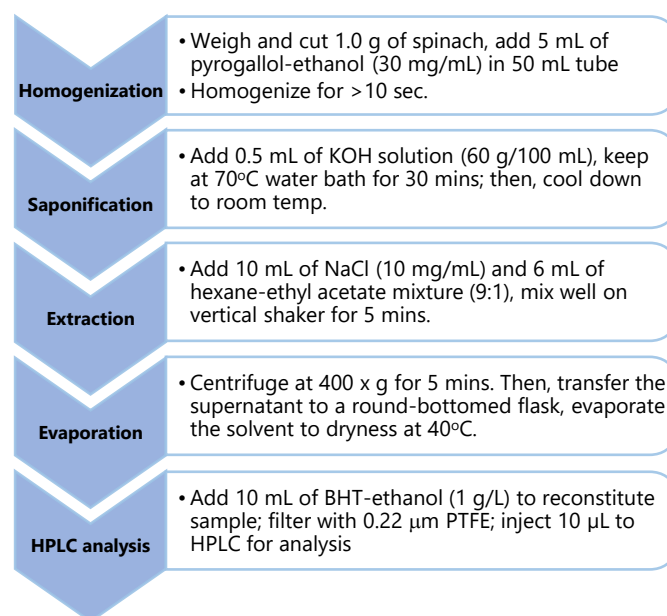 Homogenization
• Weigh and cut 1.0 g of spinach, add 5 mL of
pyrogallol-ethanol (30 mg/mL) in 50 mL tube
• Homogenize for >10 sec.
Saponification
• Add 0.5 mL of KOH solution (60 g/100 mL), keep
at 70°C water bath for 30 mins; then, cool down
to room temp.
Extraction
• Add 10 mL of NaCl (10 mg/mL) and 6 mL of
hexane-ethyl acetate mixture (9:1), mix well on
vertical shaker for 5 mins.
Evaporation
• Centrifuge at 400 x g for 5 mins. Then, transfer the
supernatant to a round-bottomed flask, evaporate
the solvent to dryness at 40°C.
HPLC analysis
• Add 10 mL of BHT-ethanol (1 g/L) to reconstitute
sample; filter with 0.22 μm PTFE; inject 10 μL to
HPLC for analysis